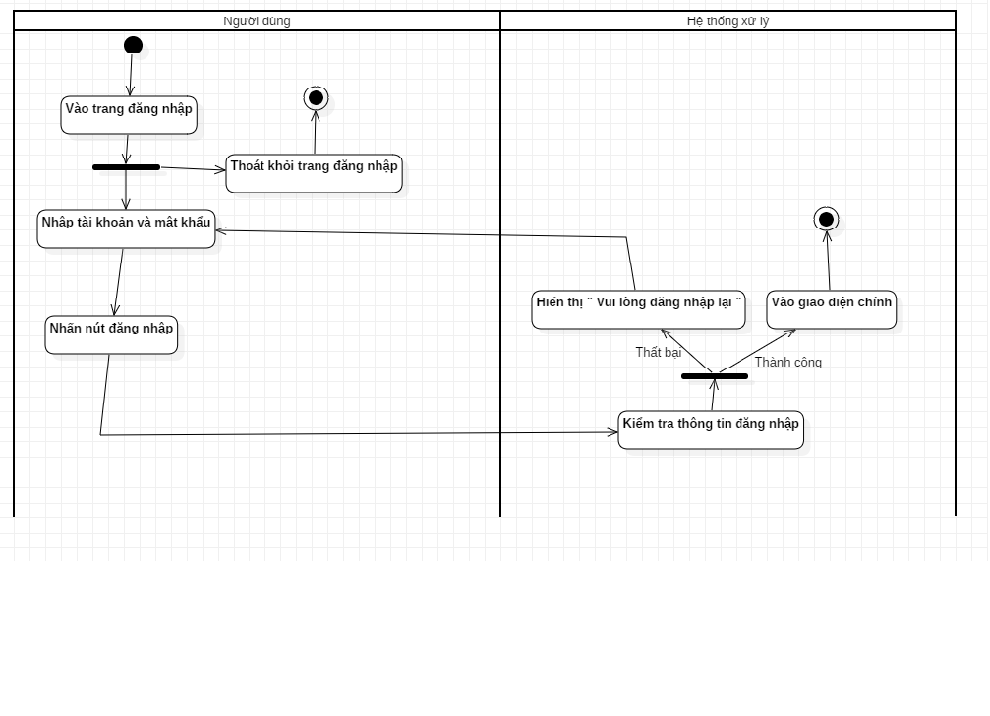 Người dùng
Hệ thống xử lý
Vào trang đăng nhập
Thoát khỏi trang đăng nhập
Nhập tài khoản và mật khẩu
Hiển thị " Vui lòng đăng nhập lại "
Vào giao diện chính
Nhấn nút đăng nhập
Thất bại
Thành công
Kiểm tra thông tin đăng nhập